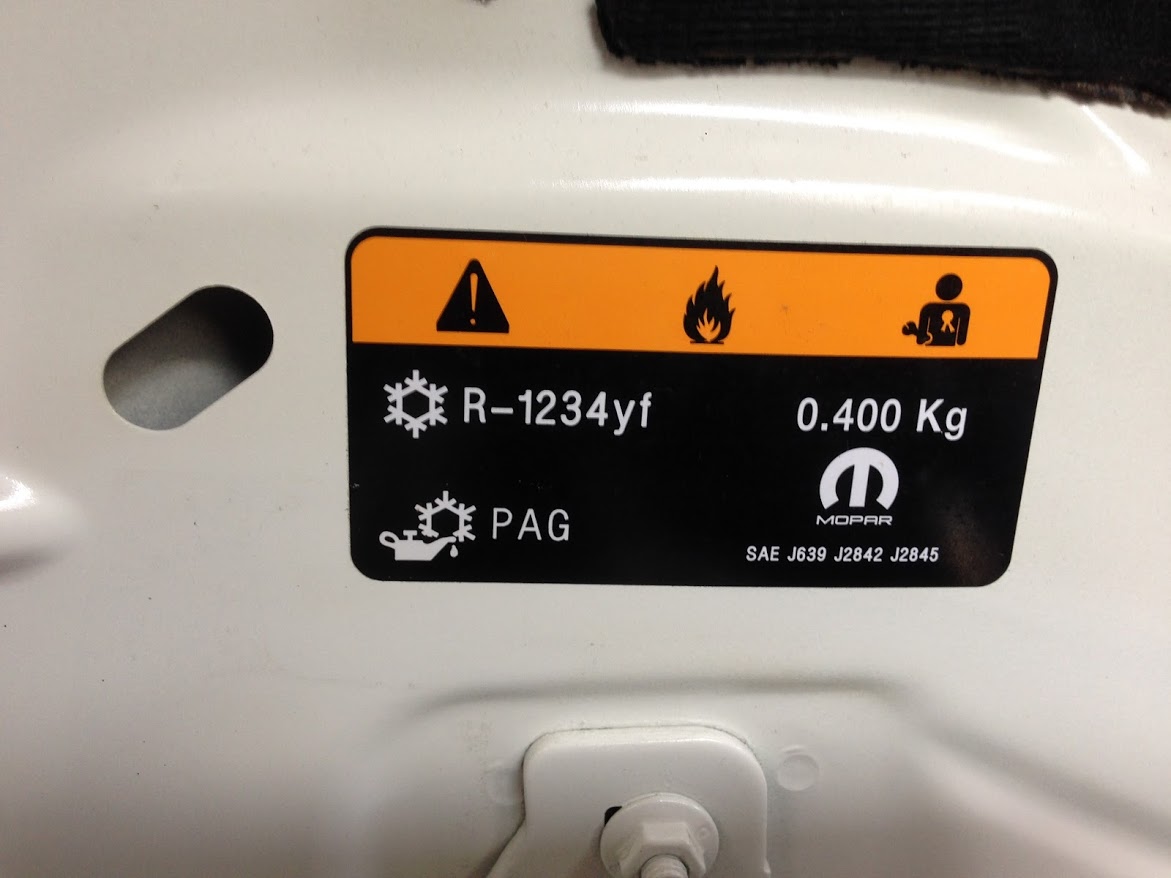 R-1234yf 0.400 Kg
MOPAR
PAG
SAE J639 J2842 J2845